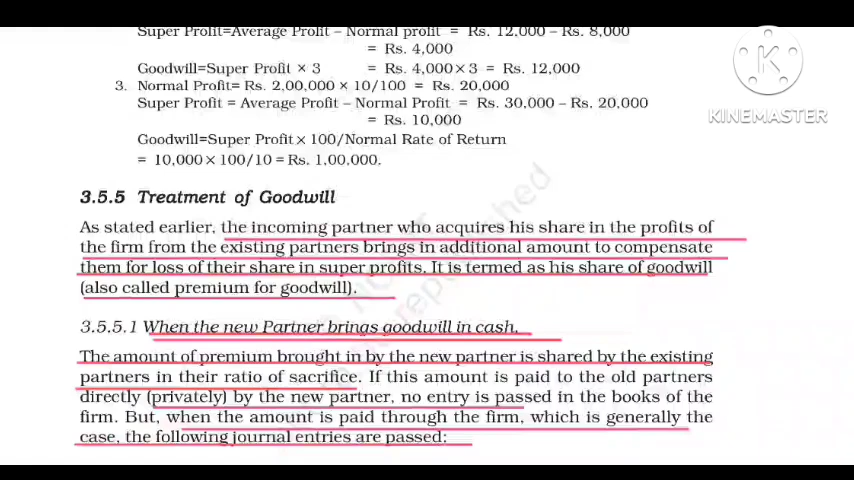 Super Profit=Average Profit – Normal profit = Rs. 12,000 – Rs. 8,000
= Rs. 4,000
Goodwill=Super Profit × 3 = Rs. 4,000×3 = Rs. 12,000
3. Normal Profit= Rs. 2,00,000 × 10/100 = Rs. 20,000
Super Profit = Average Profit – Normal Profit = Rs. 30,000 – Rs. 20,000
= Rs. 10,000
Goodwill=Super Profit × 100/Normal Rate of Return
= 10,000 × 100/10 = Rs. 1,00,000.
3.5.5 Treatment of Goodwill
As stated earlier, the incoming partner who acquires his share in the profits of
the firm from the existing partners brings in additional amount to compensate
them for loss of their share in super profits. It is termed as his share of goodwill
(also called premium for goodwill).
3.5.5.1 When the new Partner brings goodwill in cash.
The amount of premium brought in by the new partner is shared by the existing
partners in their ratio of sacrifice. If this amount is paid to the old partners
directly (privately) by the new partner, no entry is passed in the books of the
firm. But, when the amount is paid through the firm, which is generally the
case, the following journal entries are passed:
K
KINEMASTER